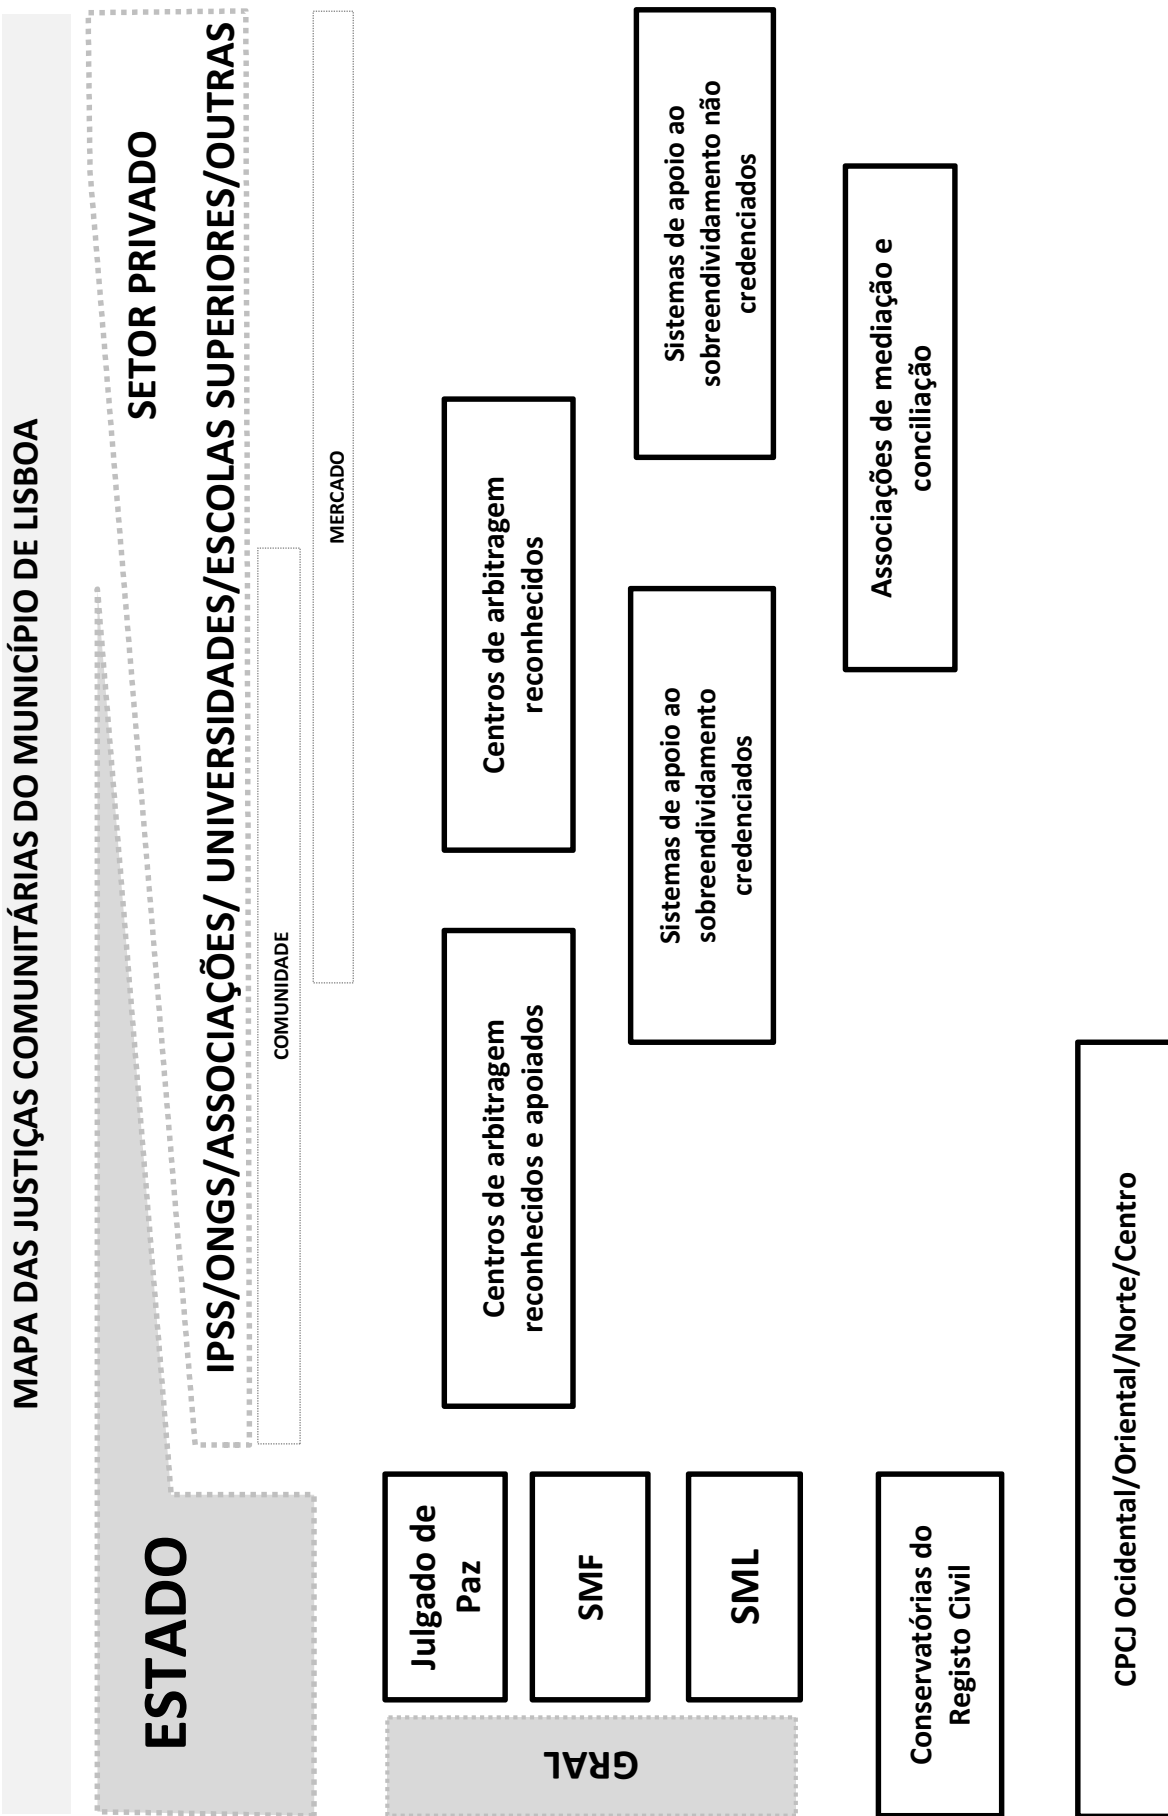 MAPA DAS JUSTIÇAS COMUNITÁRIAS DO MUNICÍPIO DE LISBOA
ESTADO
SETOR PRIVADO
IPSS/ONGS/ASSOCIAÇÕES/ UNIVERSIDADES/ESCOLAS SUPERIORES/OUTRAS
COMUNIDADE
MERCADO
GRAL
Julgado de
Paz
SMF
SML
Centros de arbitragem
reconhecidos e apoiados
Centros de arbitragem
reconhecidos
Sistemas de apoio ao
sobreendividamento
credenciados
Sistemas de apoio ao
sobreendividamento não
credenciados
Associações de mediação e
conciliação
Conservatórias do
Registo Civil
CPCJ Ocidental/Oriental/Norte/Centro